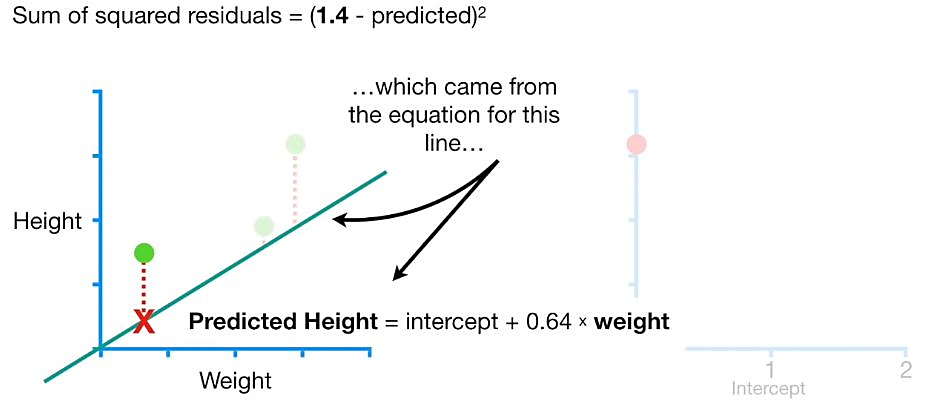 Sum of squared residuals = (1.4 - predicted)²
…which came from
the equation for this
line…
Height
Predicted Height = intercept + 0.64 × weight
Weight
1
2
Intercept